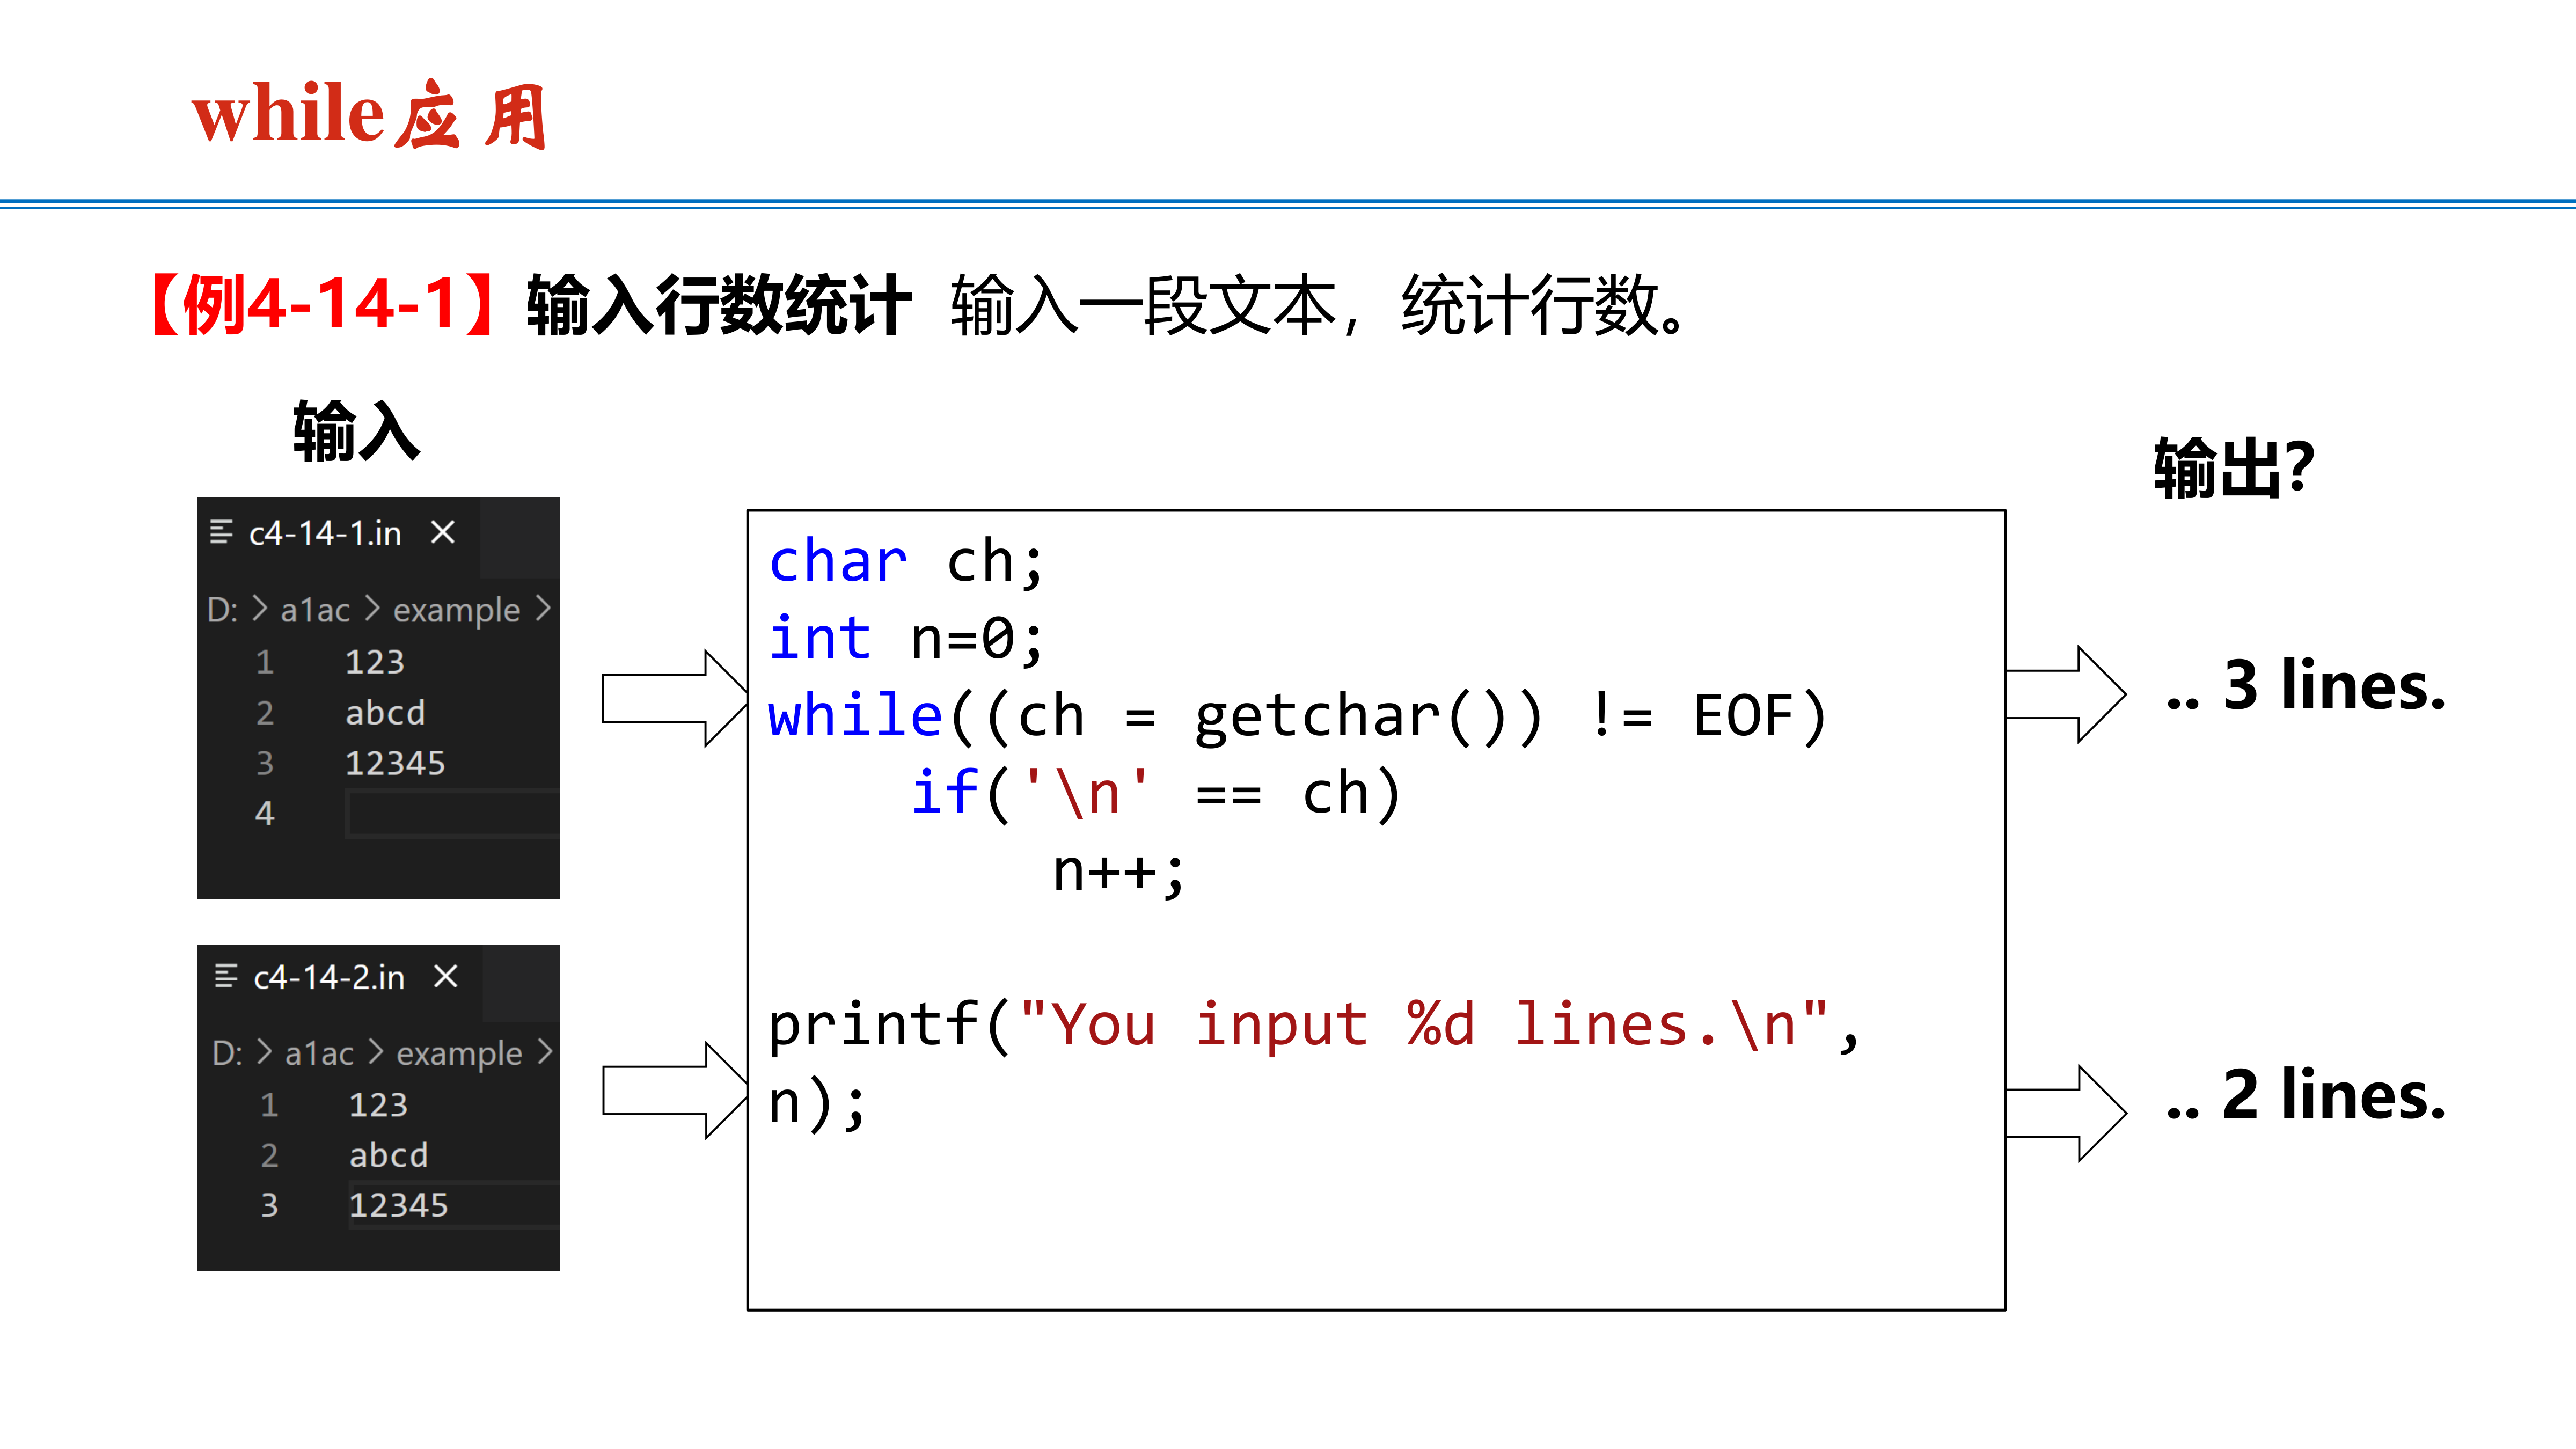 while应用
【例4-14-1】输入行数统计 输入一段文本，统计行数。
输入
c4-14-1.in ×
D: > a1ac > example >
1 123
2 abcd
3 12345
4
c4-14-2.in ×
D: > a1ac > example >
1 123
2 abcd
3 12345
char ch;
int n=0;
while((ch = getchar()) != EOF)
    if('\n' == ch)
        n++;
printf("You input %d lines.\n",
n);
输出?
.. 3 lines.
.. 2 lines.